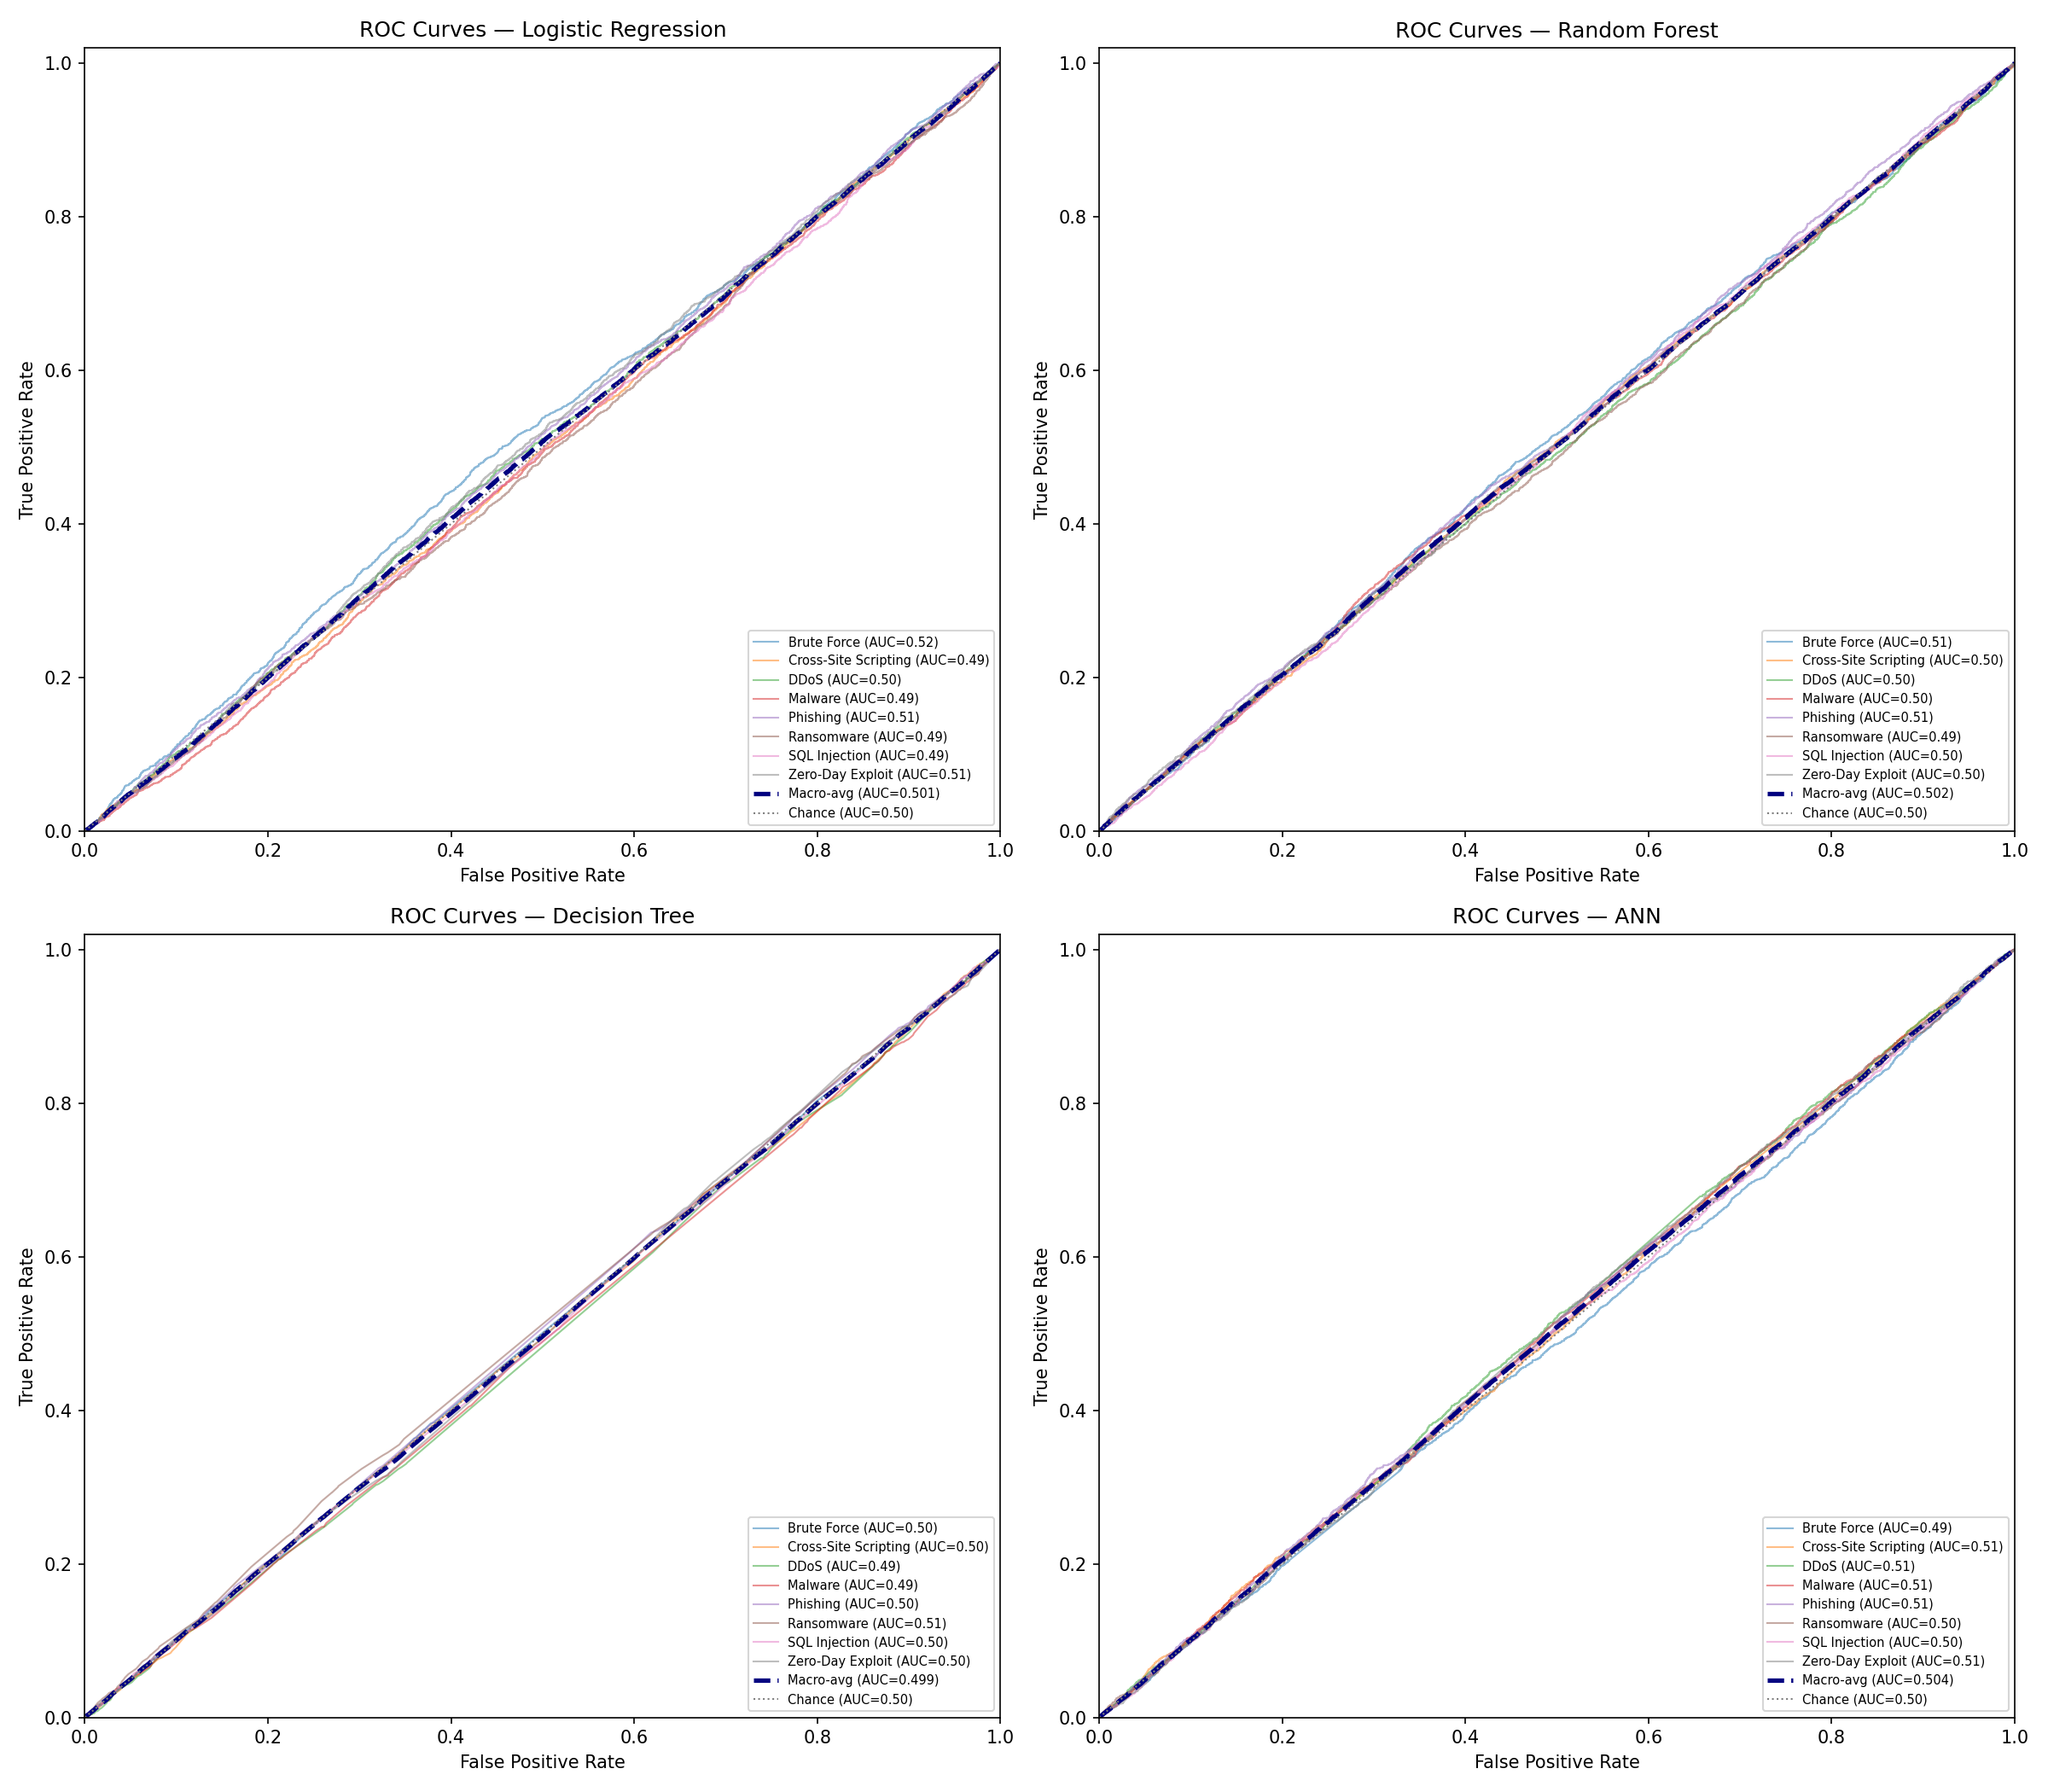 ROC Curves — Logistic Regression
1.0
0.8
0.6
0.4
0.2
0.0
True Positive Rate
0.0 0.2 0.4 0.6 0.8 1.0
False Positive Rate
Brute Force (AUC=0.52)
Cross-Site Scripting (AUC=0.49)
DDoS (AUC=0.50)
Malware (AUC=0.49)
Phishing (AUC=0.51)
Ransomware (AUC=0.49)
SQL Injection (AUC=0.49)
Zero-Day Exploit (AUC=0.51)
Macro-avg (AUC=0.501)
Chance (AUC=0.50)
ROC Curves — Random Forest
1.0
0.8
0.6
0.4
0.2
0.0
True Positive Rate
0.0 0.2 0.4 0.6 0.8 1.0
False Positive Rate
Brute Force (AUC=0.51)
Cross-Site Scripting (AUC=0.50)
DDoS (AUC=0.50)
Malware (AUC=0.50)
Phishing (AUC=0.51)
Ransomware (AUC=0.49)
SQL Injection (AUC=0.50)
Zero-Day Exploit (AUC=0.50)
Macro-avg (AUC=0.502)
Chance (AUC=0.50)
ROC Curves — Decision Tree
1.0
0.8
0.6
0.4
0.2
0.0
True Positive Rate
0.0 0.2 0.4 0.6 0.8 1.0
False Positive Rate
Brute Force (AUC=0.50)
Cross-Site Scripting (AUC=0.50)
DDoS (AUC=0.49)
Malware (AUC=0.49)
Phishing (AUC=0.50)
Ransomware (AUC=0.51)
SQL Injection (AUC=0.50)
Zero-Day Exploit (AUC=0.50)
Macro-avg (AUC=0.499)
Chance (AUC=0.50)
ROC Curves — ANN
1.0
0.8
0.6
0.4
0.2
0.0
True Positive Rate
0.0 0.2 0.4 0.6 0.8 1.0
False Positive Rate
Brute Force (AUC=0.49)
Cross-Site Scripting (AUC=0.51)
DDoS (AUC=0.51)
Malware (AUC=0.51)
Phishing (AUC=0.51)
Ransomware (AUC=0.50)
SQL Injection (AUC=0.50)
Zero-Day Exploit (AUC=0.51)
Macro-avg (AUC=0.504)
Chance (AUC=0.50)